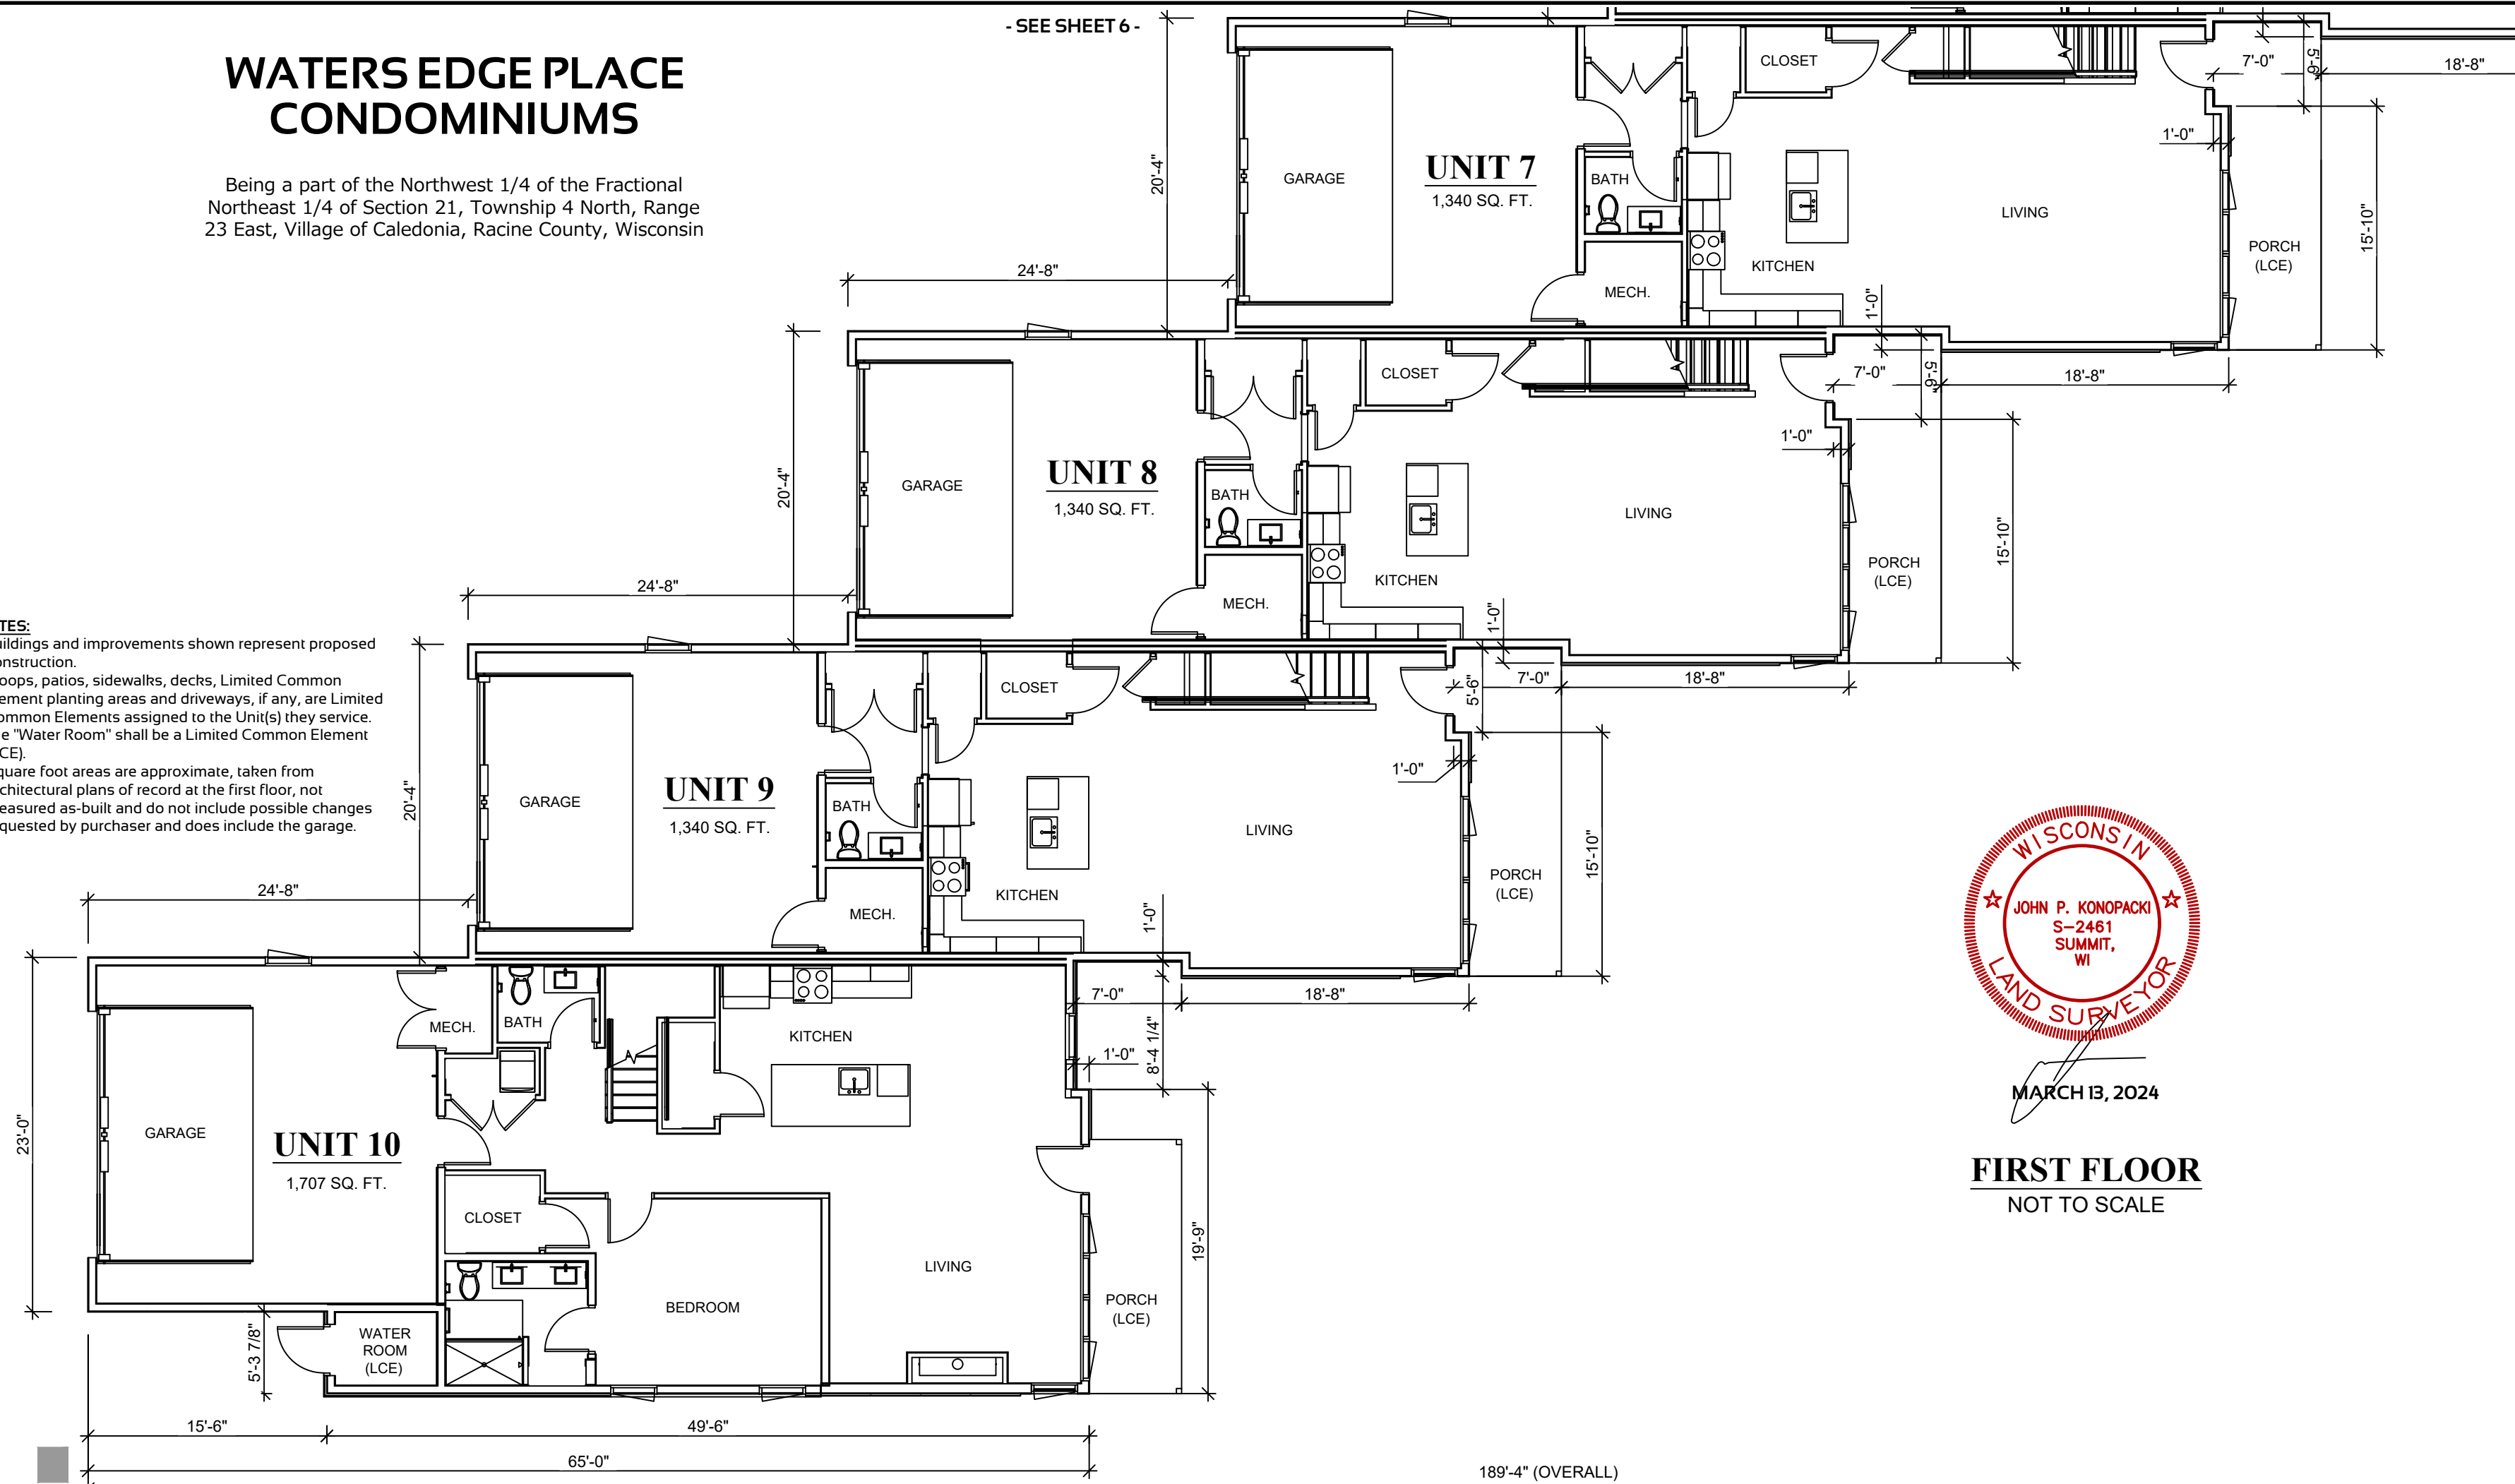 - SEE SHEET 6 -
WATERS EDGE PLACE
CONDOMINIUMS
Being a part of the Northwest 1/4 of the Fractional
Northeast 1/4 of Section 21, Township 4 North, Range
23 East, Village of Caledonia, Racine County, Wisconsin
20'-4"
GARAGE
UNIT 7
1,340 SQ. FT.
BATH
MECH.
CLOSET
KITCHEN
LIVING
PORCH
(LCE)
7'-0"
5'-6"
18'-8"
1'-0"
15'-10"
1'-0"
24'-8"
20'-4"
GARAGE
UNIT 8
1,340 SQ. FT.
BATH
MECH.
CLOSET
KITCHEN
LIVING
PORCH
(LCE)
7'-0"
5'-6"
18'-8"
1'-0"
15'-10"
1'-0"
24'-8"
TES:
uildings and improvements shown represent proposed
onstruction.
oops, patios, sidewalks, decks, Limited Common
ement planting areas and driveways, if any, are Limited
ommon Elements assigned to the Unit(s) they service.
e "Water Room" shall be a Limited Common Element
CE).
quare foot areas are approximate, taken from
chitectural plans of record at the first floor, not
easured as-built and do not include possible changes
quested by purchaser and does include the garage.
20'-4"
GARAGE
UNIT 9
1,340 SQ. FT.
BATH
MECH.
CLOSET
KITCHEN
LIVING
PORCH
(LCE)
5'-6"
7'-0"
18'-8"
1'-0"
15'-10"
1'-0"
24'-8"
23'-0"
GARAGE
UNIT 10
1,707 SQ. FT.
MECH.
BATH
KITCHEN
CLOSET
BEDROOM
LIVING
WATER
ROOM
(LCE)
PORCH
(LCE)
7'-0"
18'-8"
8'-4 1/4"
1'-0"
19'-9"
5'-3 7/8"
15'-6"
49'-6"
65'-0"
189'-4" (OVERALL)
WISCONSIN
JOHN P. KONOPACKI
S-2461
SUMMIT,
WI
LAND SURVEYOR
MARCH 13, 2024
FIRST FLOOR
NOT TO SCALE